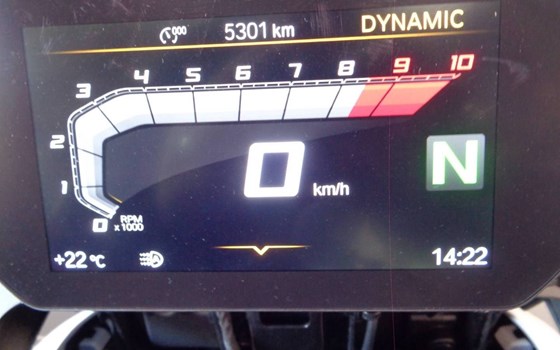 5301 km DYNAMIC
3 4 5 6 7 8 9 10
2
1
0 RPM x1000
0 km/h
N
+22°C 14:22